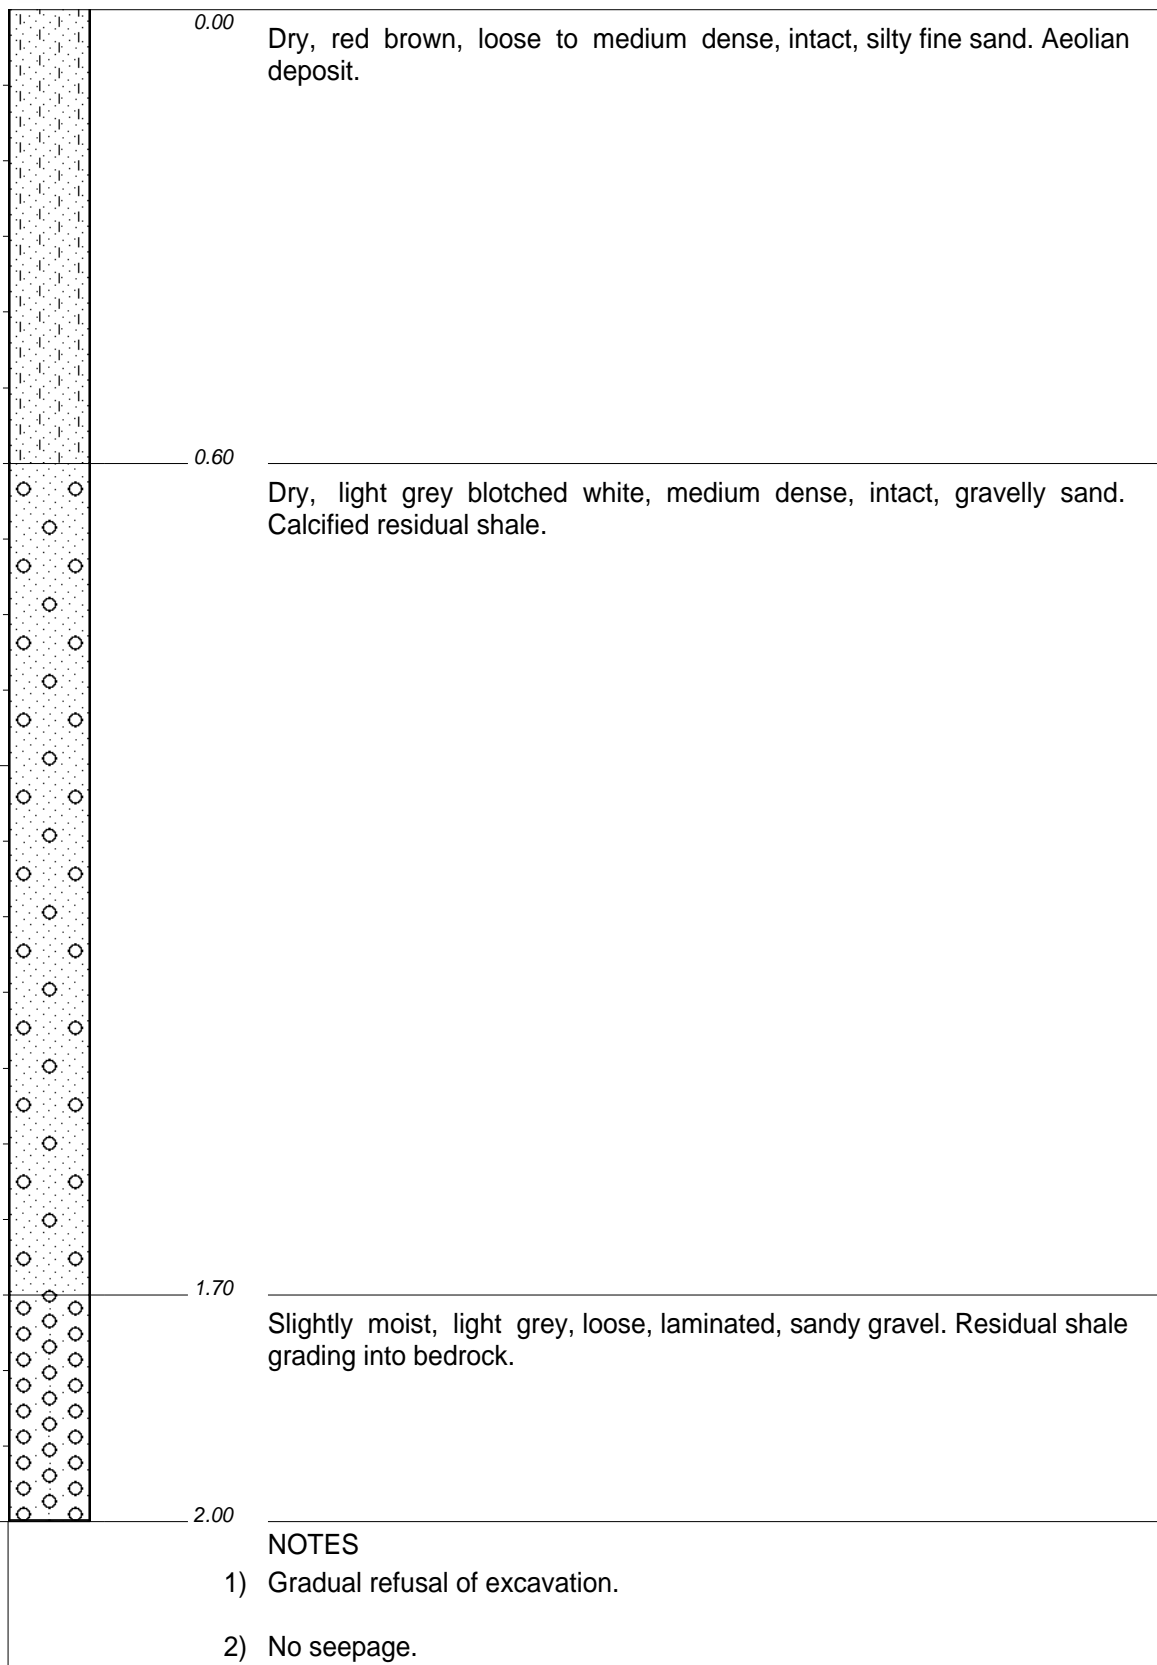 0.00
Dry, red brown, loose to medium dense, intact, silty fine sand. Aeolian
deposit.
0.60
Dry, light grey blotched white, medium dense, intact, gravelly sand.
Calcified residual shale.
1.70
Slightly moist, light grey, loose, laminated, sandy gravel. Residual shale
grading into bedrock.
2.00
NOTES
1) Gradual refusal of excavation.
2) No seepage.